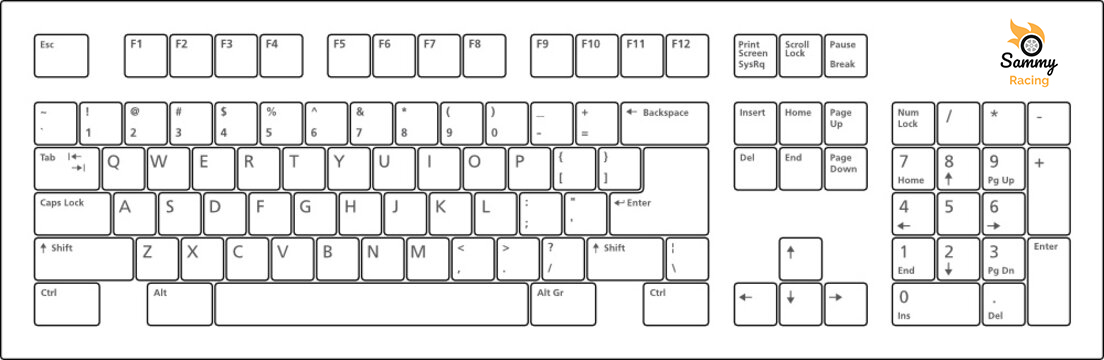 Esc F1 F2 F3 F4 F5 F6 F7 F8 F9 F10 F11 F12
Print
Screen
SysRq
Scroll
Lock
Pause
Break
Sammy
Racing
~ ! @ # $ % ^ & * ( ) _ +
` 1 2 3 4 5 6 7 8 9 0 - =
← Backspace
Insert Home Page
Up
Num
Lock
/ * -
Tab |← →|
Q W E R T Y U I O P { }
[ ]
Del End Page
Down
7 8 9 +
Home ↑ Pg Up
Caps Lock A S D F G H J K L : "
; '
↵ Enter
4 5 6
← →
↑ Shift Z X C V B N M < > ?
, . /
↑ Shift ¦
\
↑
1 2 3 Enter
End ↓ Pg Dn
Ctrl Alt Alt Gr Ctrl
← ↓ →
0 .
Ins Del